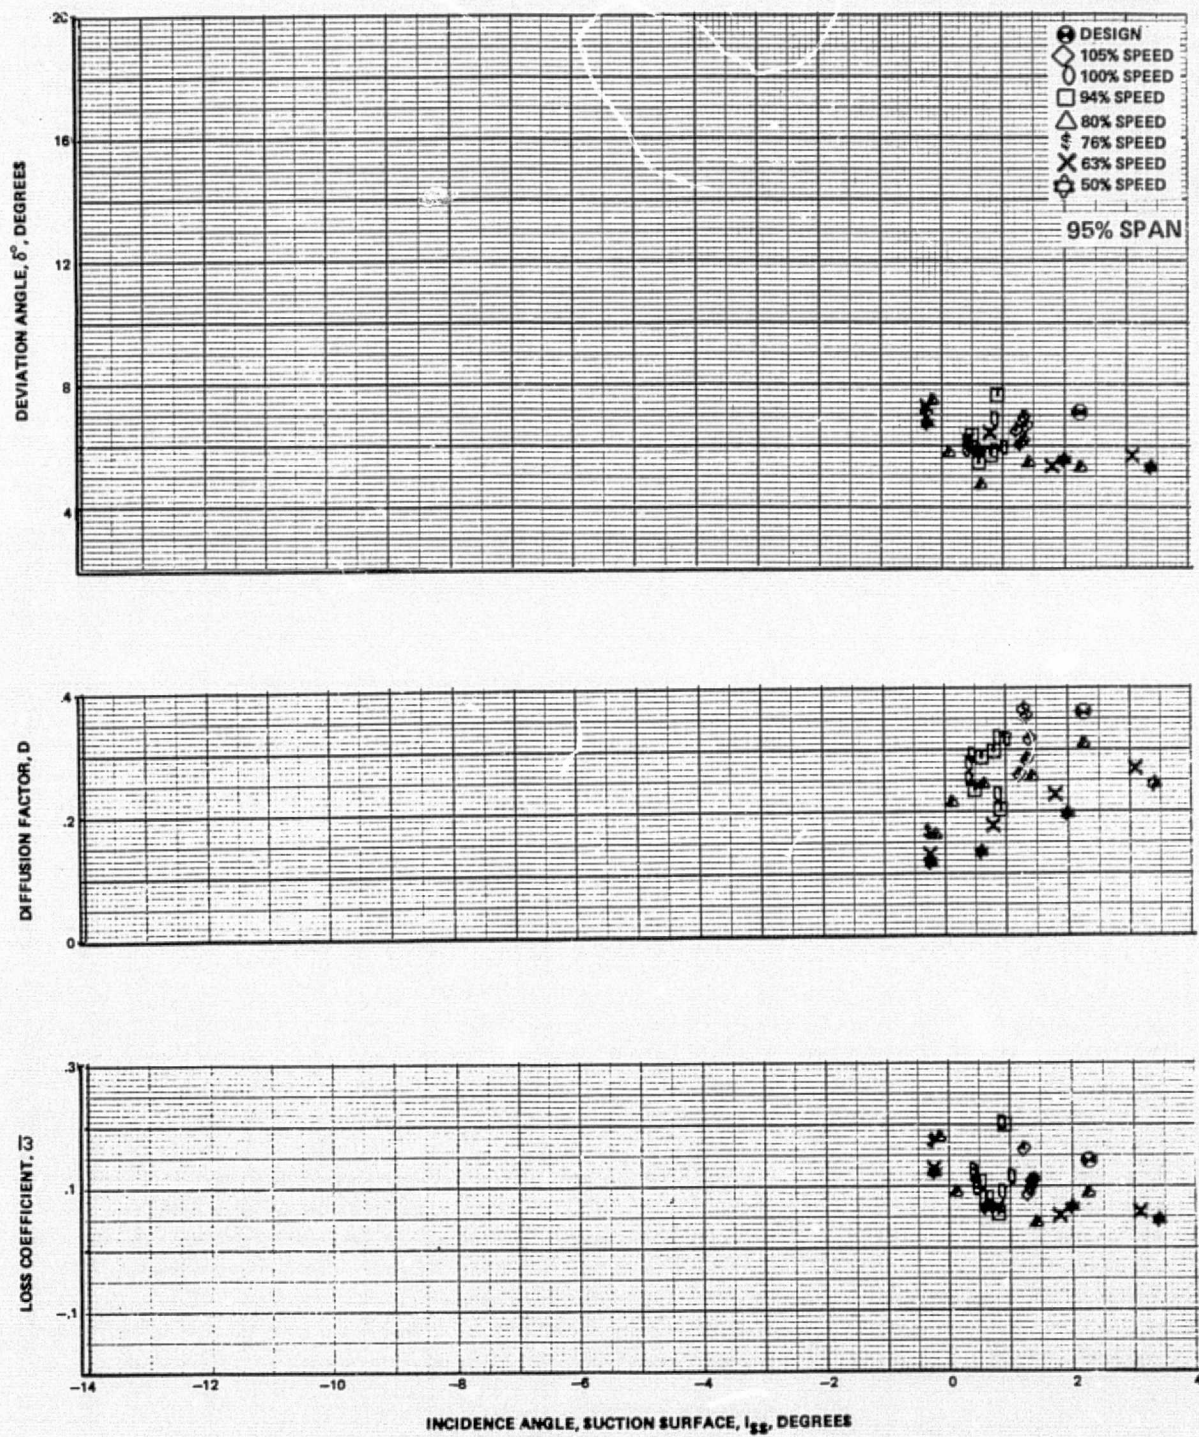 20
16
12
8
4
DEVIATION ANGLE, δ°, DEGREES
DESIGN
105% SPEED
100% SPEED
94% SPEED
80% SPEED
76% SPEED
63% SPEED
50% SPEED
95% SPAN
.4
.2
0
DIFFUSION FACTOR, D
.3
.1
-.1
LOSS COEFFICIENT, ω̅
-14 -12 -10 -8 -6 -4 -2 0 2 4
INCIDENCE ANGLE, SUCTION SURFACE, Iss, DEGREES